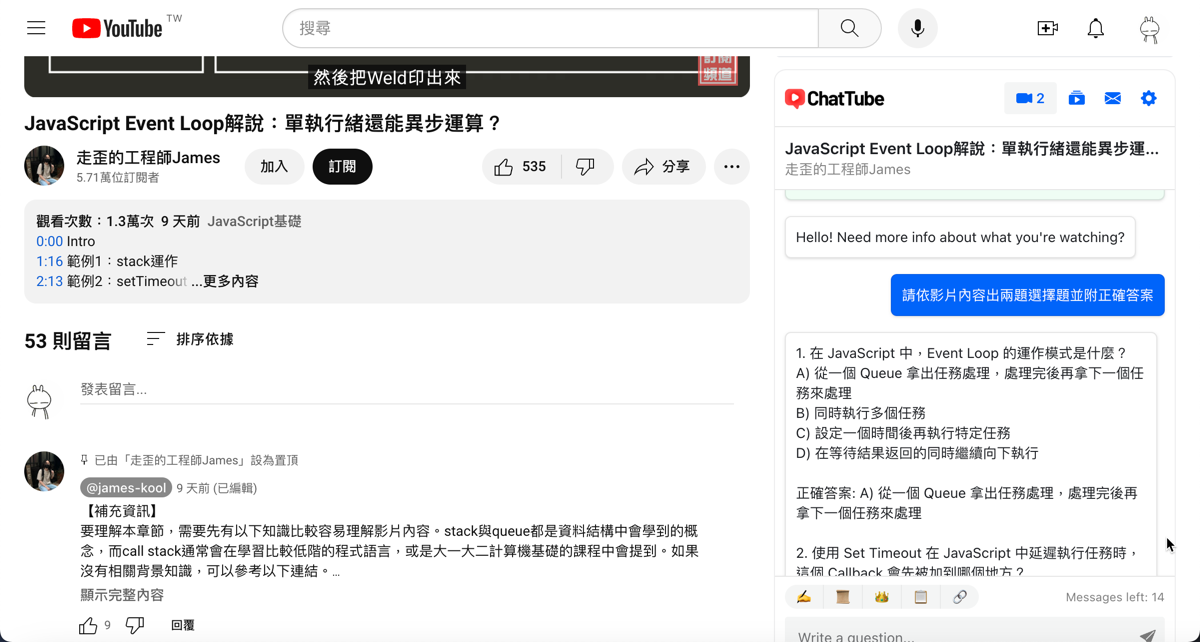 YouTube TW
搜尋
訂閱
頻道
然後把Weld印出來
JavaScript Event Loop解說：單執行緒還能異步運算？
走歪的工程師James
5.71萬位訂閱者
加入
訂閱
535
分享
觀看次數：1.3萬次 9 天前 JavaScript基礎
0:00 Intro
1:16 範例1：stack運作
2:13 範例2：setTimeout ...更多內容
53 則留言
排序依據
發表留言...
已由「走歪的工程師James」設為置頂
@james-kool 9 天前 (已編輯)
【補充資訊】
要理解本章節，需要先有以下知識比較容易理解影片內容。stack與queue都是資料結構中會學到的概
念，而call stack通常會在學習比較低階的程式語言，或是大一大二計算機基礎的課程中會提到。如果
沒有相關背景知識，可以參考以下連結。...
顯示完整內容
9
回覆
ChatTube
2
JavaScript Event Loop解說：單執行緒還能異步運...
走歪的工程師James
Hello! Need more info about what you're watching?
請依影片內容出兩題選擇題並附正確答案
1. 在 JavaScript 中，Event Loop 的運作模式是什麼？
A) 從一個 Queue 拿出任務處理，處理完後再拿下一個任
務來處理
B) 同時執行多個任務
C) 設定一個時間後再執行特定任務
D) 在等待結果返回的同時繼續向下執行
正確答案: A) 從一個 Queue 拿出任務處理，處理完後再
拿下一個任務來處理
2. 使用 Set Timeout 在 JavaScript 中延遲執行任務時，
這個 Callback 會先被加到哪個地方？
Messages left: 14
Write a question...